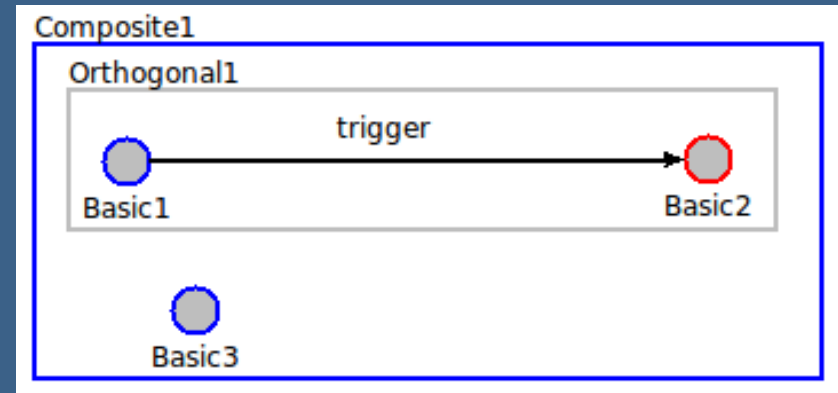 Composite1
Orthogonal1
trigger
Basic1
Basic2
Basic3